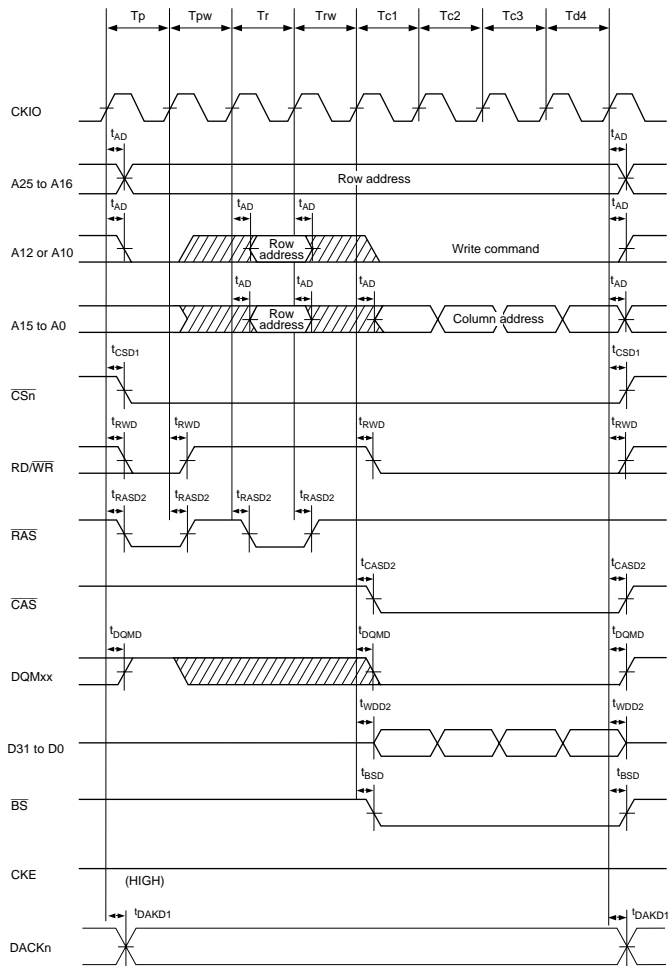 Tp Tpw Tr Trw Tc1 Tc2 Tc3 Td4
CKIO
tAD tAD
A25 to A16 Row address
tAD tAD tAD tAD
A12 or A10 Row address Write command
tAD tAD tAD tAD
A15 to A0 Row address Column address
tCSD1 tCSD1
CSn
tRWD tRWD tRWD tRWD
RD/WR
tRASD2 tRASD2 tRASD2 tRASD2
RAS
tCASD2 tCASD2
CAS
tDQMD tDQMD tDQMD
DQMxx
tWDD2 tWDD2
D31 to D0
tBSD tBSD
BS
CKE
(HIGH)
tDAKD1 tDAKD1
DACKn